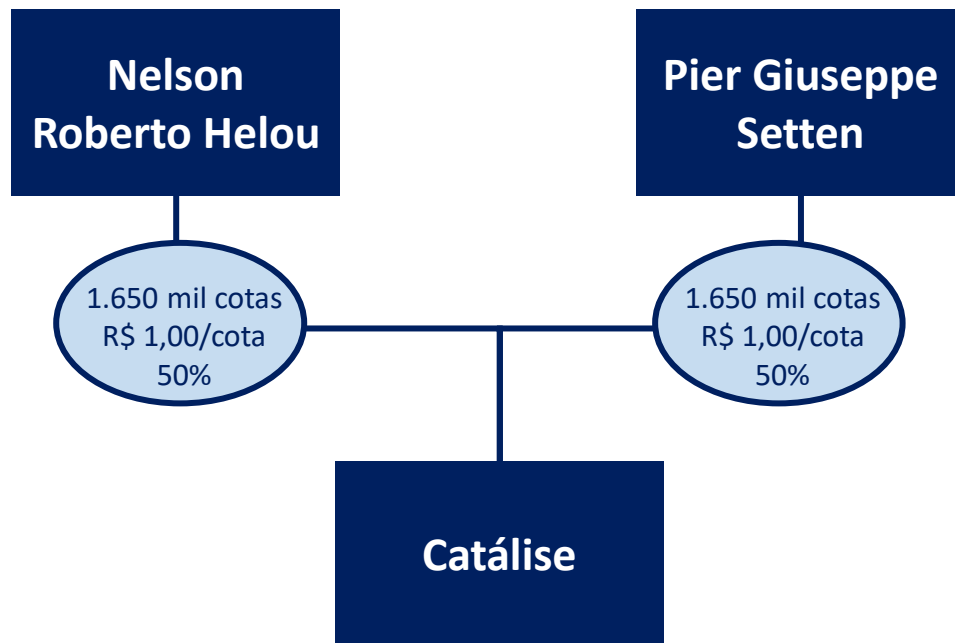 Nelson
Roberto Helou
Pier Giuseppe
Setten
1.650 mil cotas
R$ 1,00/cota
50%
1.650 mil cotas
R$ 1,00/cota
50%
Catálise